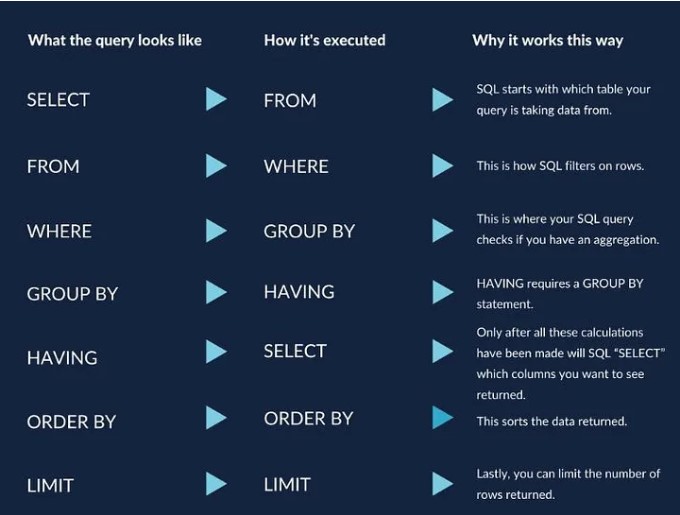 What the query looks like
How it's executed
Why it works this way
SELECT
FROM
SQL starts with which table your
query is taking data from.
FROM
WHERE
This is how SQL filters on rows.
WHERE
GROUP BY
This is where your SQL query
checks if you have an aggregation.
GROUP BY
HAVING
HAVING requires a GROUP BY
statement.
HAVING
SELECT
Only after all these calculations
have been made will SQL “SELECT”
which columns you want to see
returned.
ORDER BY
ORDER BY
This sorts the data returned.
LIMIT
LIMIT
Lastly, you can limit the number of
rows returned.